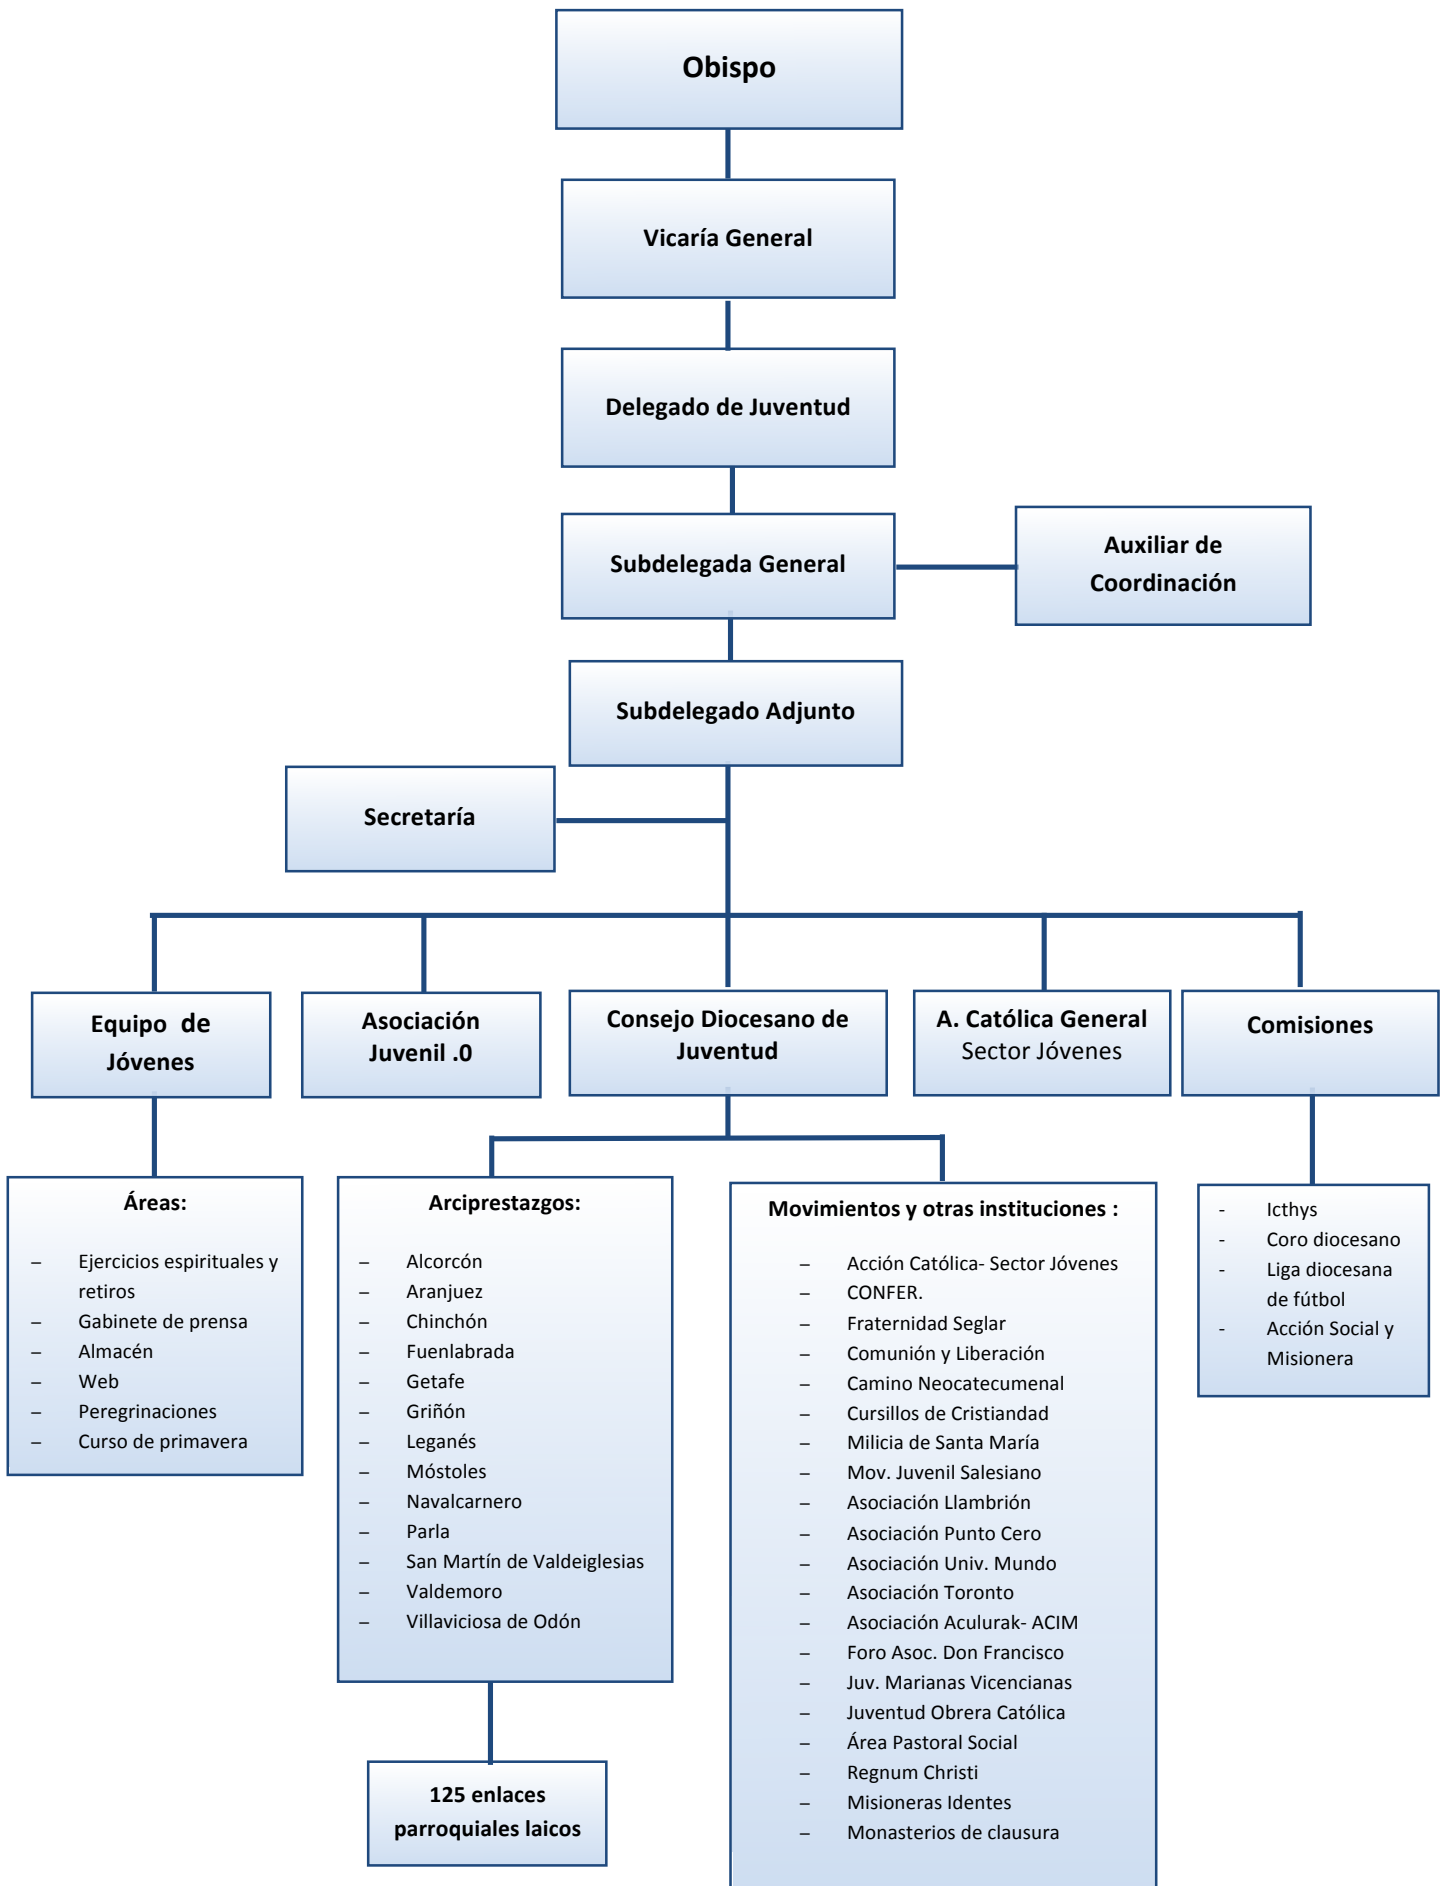 Obispo
Vicaría General
Delegado de Juventud
Subdelegada General
Auxiliar de
Coordinación
Subdelegado Adjunto
Secretaría
Equipo de
Jóvenes
Asociación
Juvenil .0
Consejo Diocesano de
Juventud
A. Católica General
Sector Jóvenes
Comisiones
Áreas:
– Ejercicios espirituales y
retiros
– Gabinete de prensa
– Almacén
– Web
– Peregrinaciones
– Curso de primavera
Arciprestazgos:
– Alcorcón
– Aranjuez
– Chinchón
– Fuenlabrada
– Getafe
– Griñón
– Leganés
– Móstoles
– Navalcarnero
– Parla
– San Martín de Valdeiglesias
– Valdemoro
– Villaviciosa de Odón
125 enlaces
parroquiales laicos
Movimientos y otras instituciones :
– Acción Católica- Sector Jóvenes
– CONFER.
– Fraternidad Seglar
– Comunión y Liberación
– Camino Neocatecumenal
– Cursillos de Cristiandad
– Milicia de Santa María
– Mov. Juvenil Salesiano
– Asociación Llambrión
– Asociación Punto Cero
– Asociación Univ. Mundo
– Asociación Toronto
– Asociación Aculurak- ACIM
– Foro Asoc. Don Francisco
– Juv. Marianas Vicencianas
– Juventud Obrera Católica
– Área Pastoral Social
– Regnum Christi
– Misioneras Identes
– Monasterios de clausura
- Icthys
- Coro diocesano
- Liga diocesana
de fútbol
- Acción Social y
Misionera